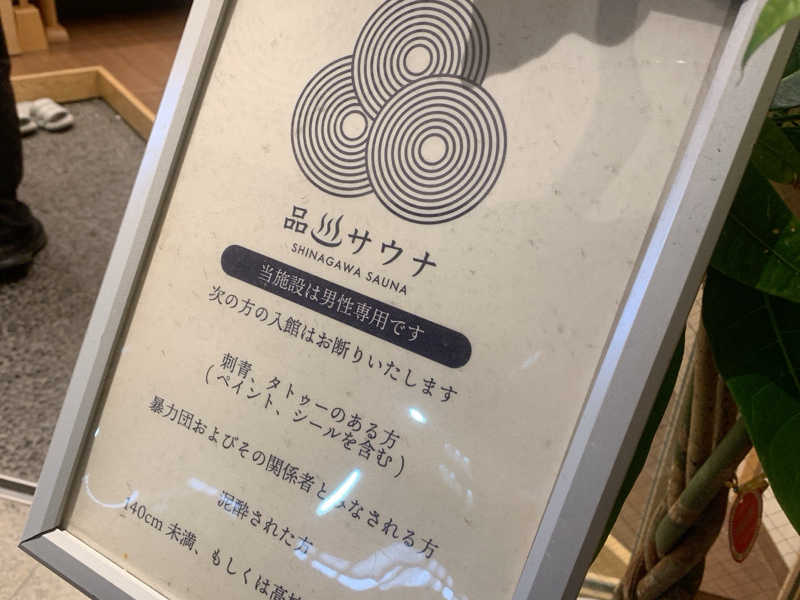 品川サウナ
SHINAGAWA SAUNA
当施設は男性専用です
次の方の入館はお断りいたします
刺青、タトゥーのある方
(ペイント、シールを含む)
暴力団およびその関係者とみなされる方
泥酔された方
140cm 未満、もしくは高校